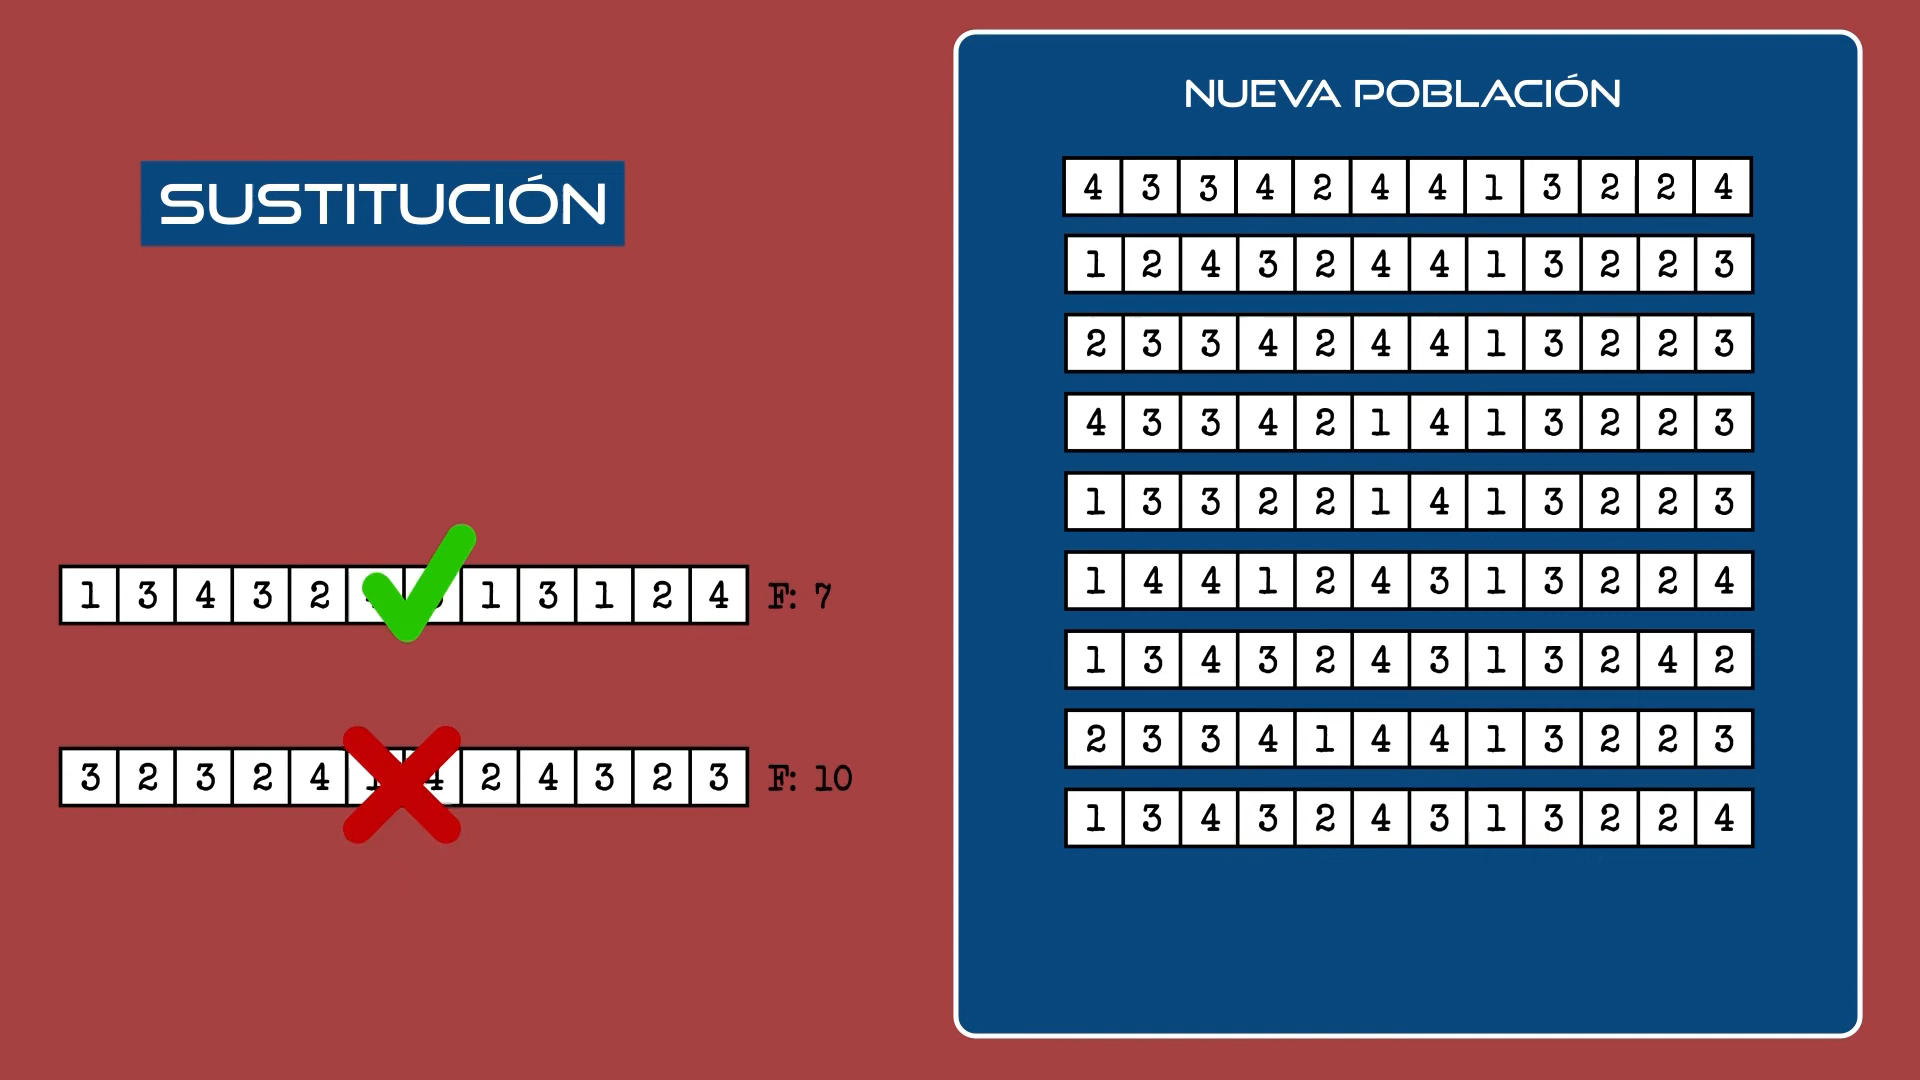 SUSTITUCIÓN
1 3 4 3 2 1 3 1 2 4 F: 7
3 2 3 2 4 1 4 2 4 3 2 3 F: 10
NUEVA POBLACIÓN
4 3 3 4 2 4 4 1 3 2 2 4
1 2 4 3 2 4 4 1 3 2 2 3
2 3 3 4 2 4 4 1 3 2 2 3
4 3 3 4 2 1 4 1 3 2 2 3
1 3 3 2 2 1 4 1 3 2 2 3
1 4 4 1 2 4 3 1 3 2 2 4
1 3 4 3 2 4 3 1 3 2 4 2
2 3 3 4 1 4 4 1 3 2 2 3
1 3 4 3 2 4 3 1 3 2 2 4